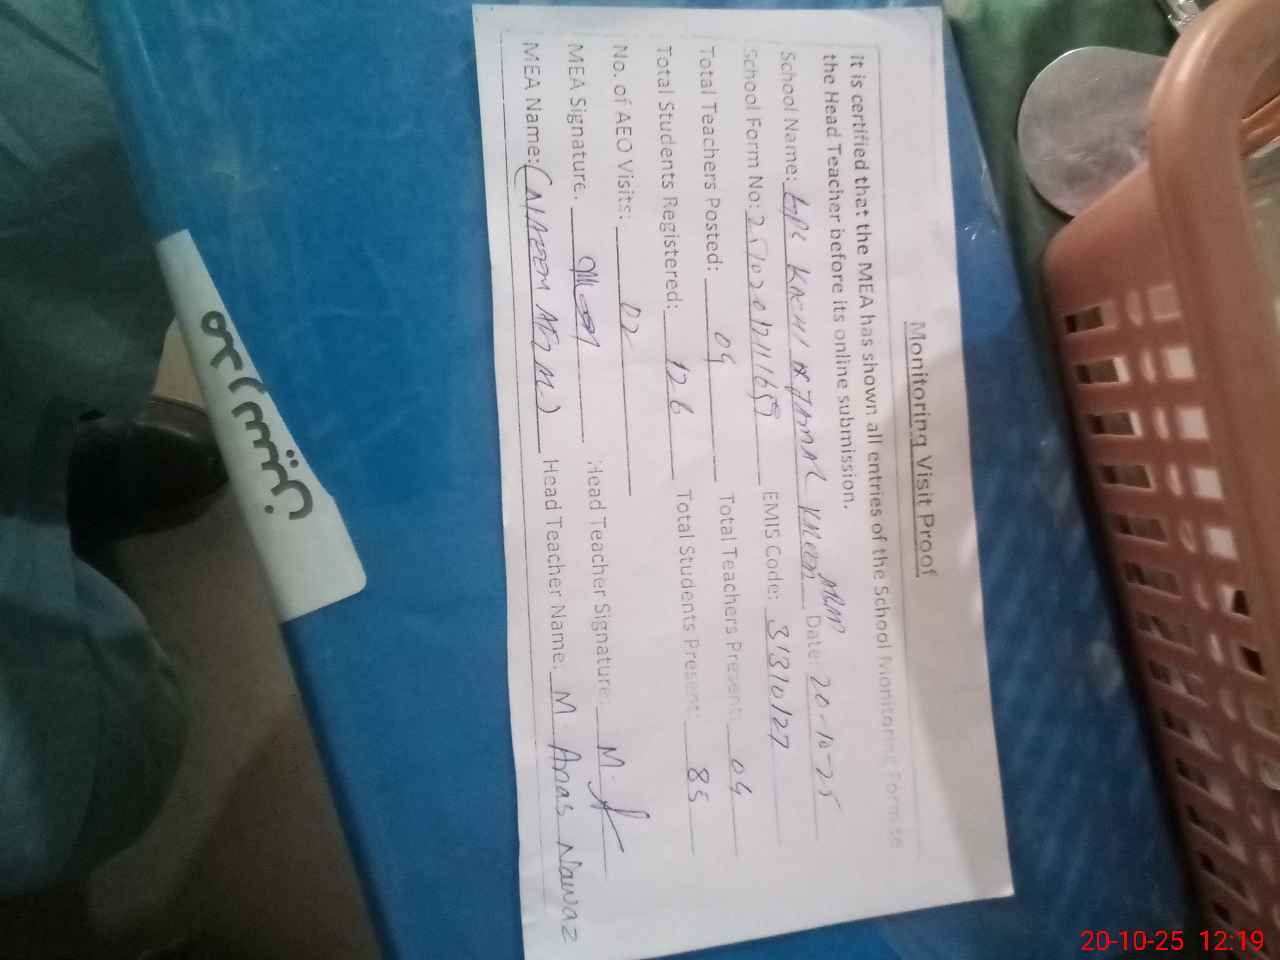 Monitoring Visit Proof
it is certified that the MEA has shown all entries of the School Monitoring Form to
the Head Teacher before its online submission.
School Name: KACHI Date: 20-10-25
School Form No: EMIS Code: 31310127
Total Teachers Posted: 04 Total Teachers Present: 04
Total Students Registered: 126 Total Students Present: 85
No. of AEO Visits: 02
MEA Signature. Head Teacher Signature:
MEA Name: (NAEEM AZAM) Head Teacher Name: M Anas Nawaz
20-10-25 12:19